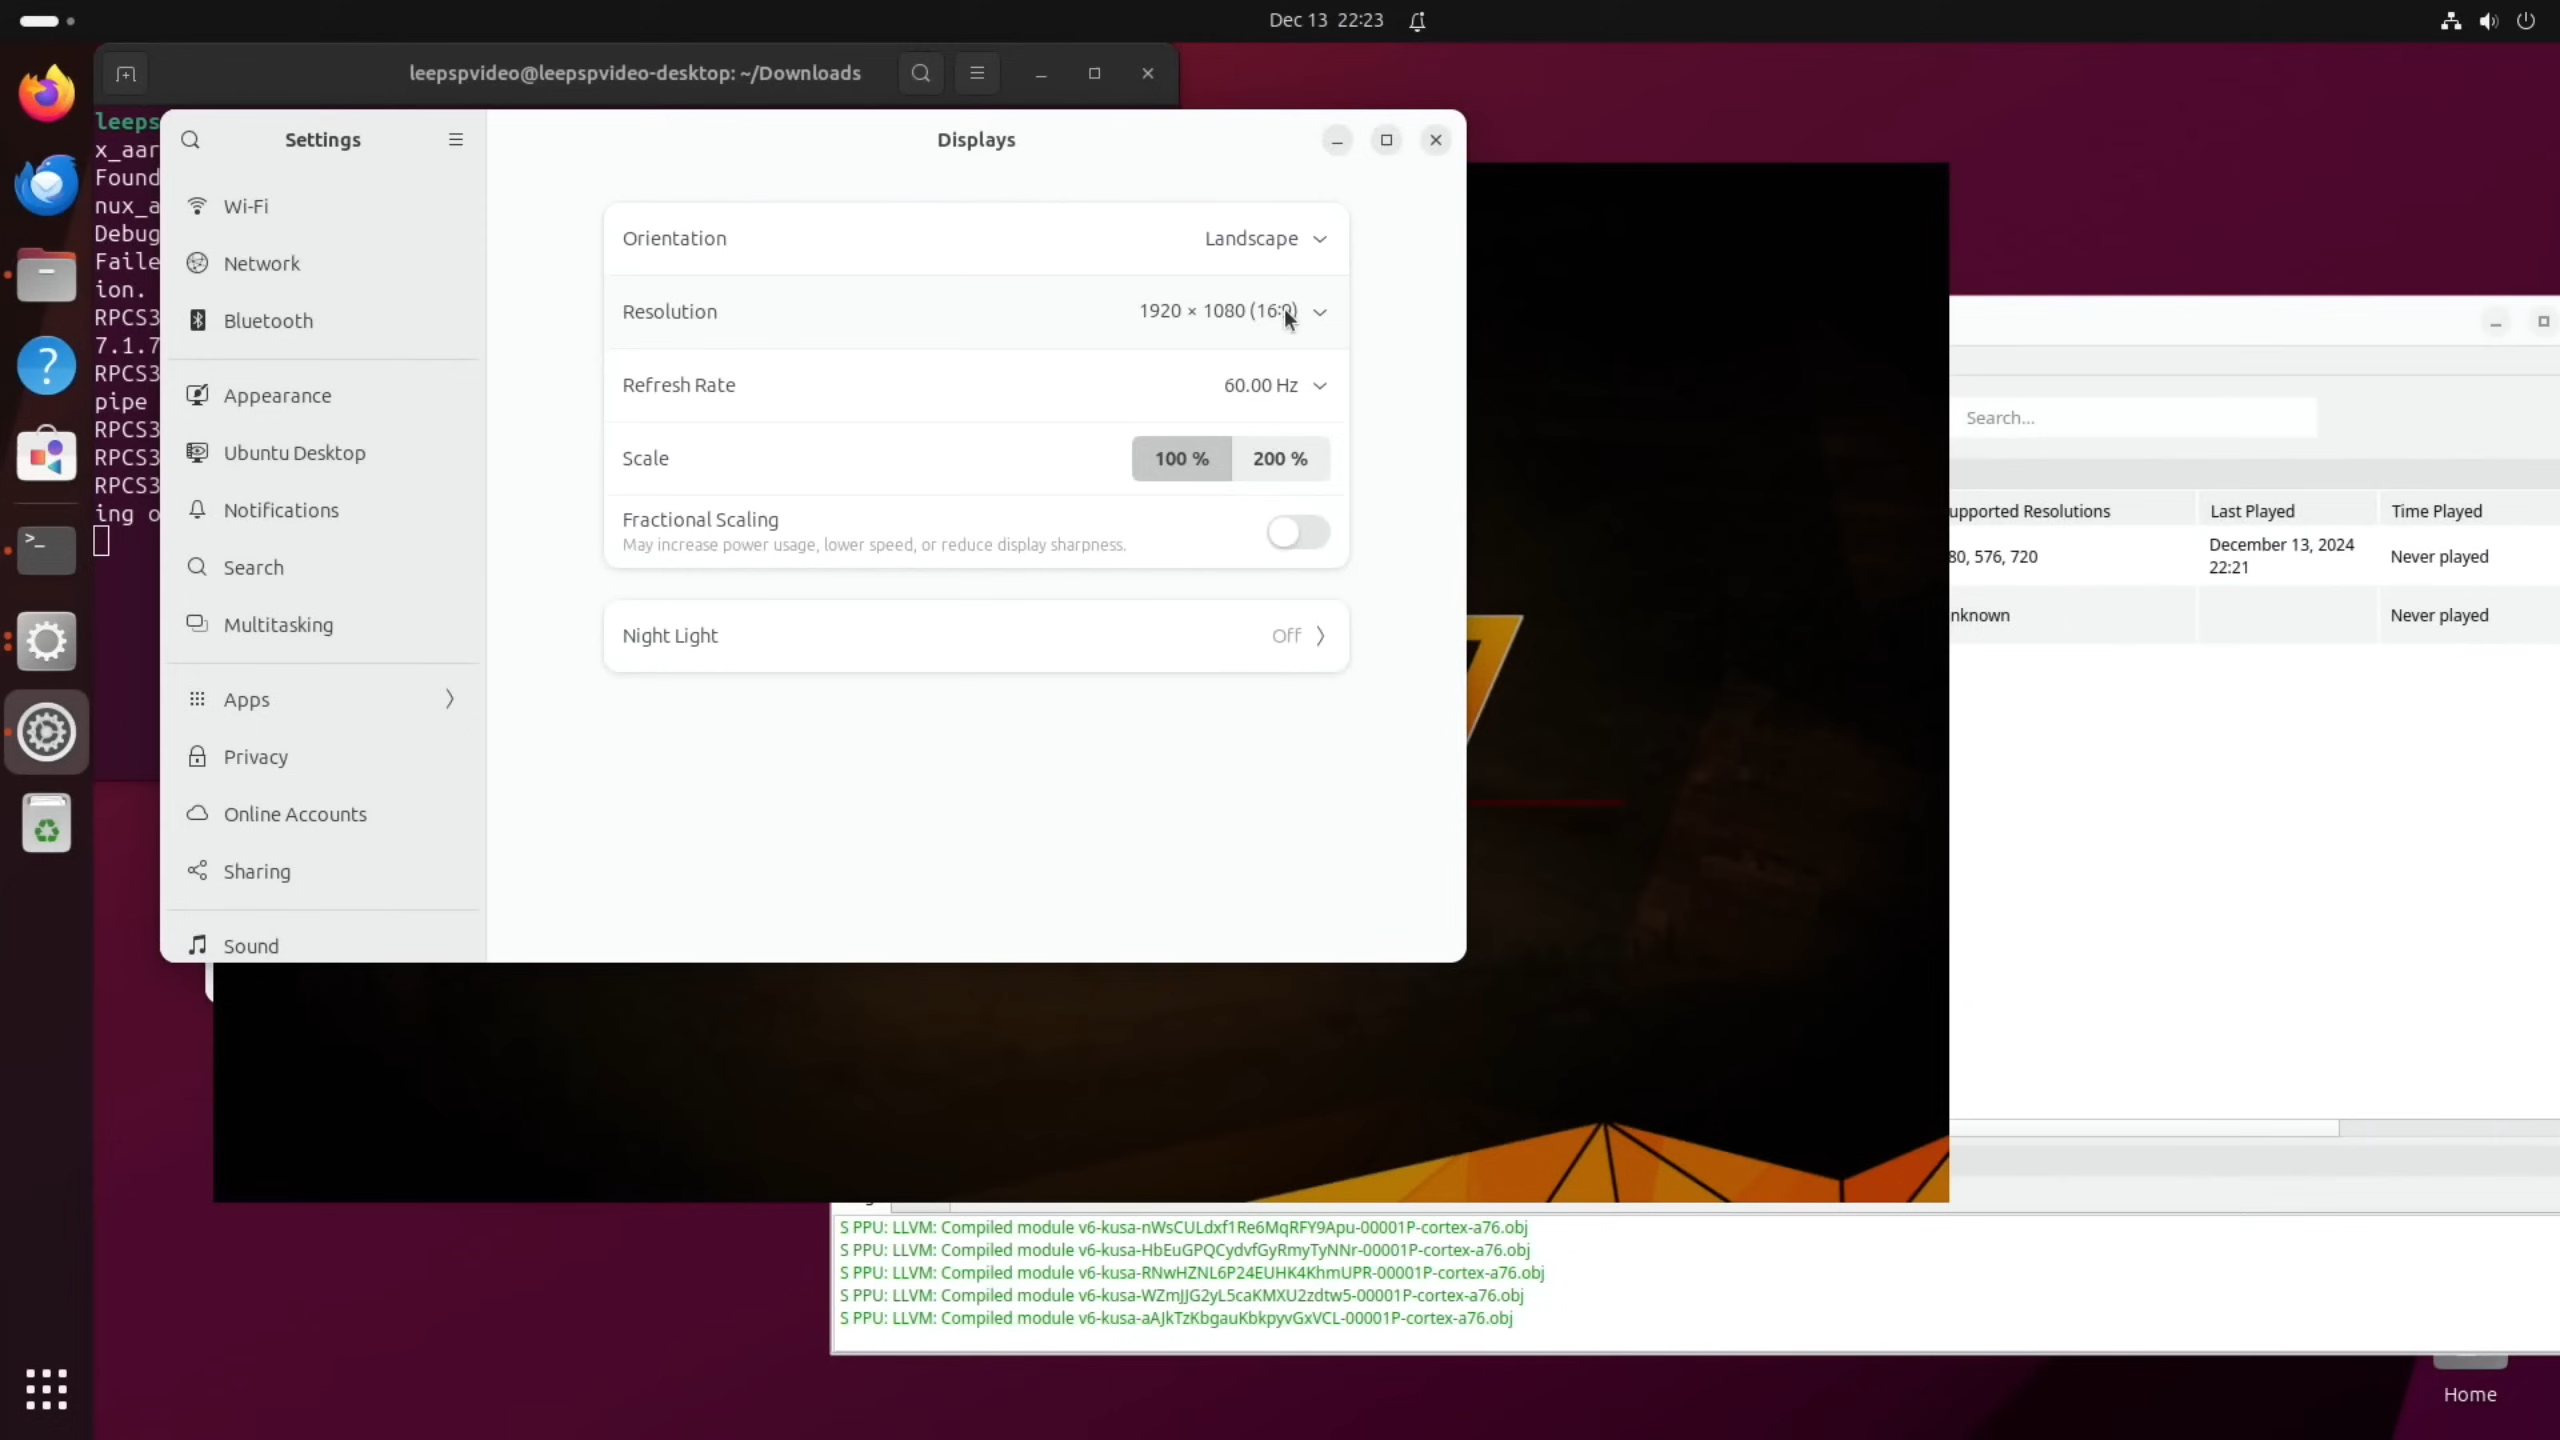 Dec 13 22:23
leepspvideo@leepspvideo-desktop: ~/Downloads
leeps
x_aar
Found
nux_a
Debug
Faile
ion.
RPCS3
7.1.7
RPCS3
pipe
RPCS3
RPCS3
RPCS3
ing o
Settings
Wi-Fi
Network
Bluetooth
Appearance
Ubuntu Desktop
Notifications
Search
Multitasking
Apps
Privacy
Online Accounts
Sharing
Sound
Displays
Orientation Landscape
Resolution 1920 × 1080 (16:9)
Refresh Rate 60.00 Hz
Scale 100 % 200 %
Fractional Scaling
May increase power usage, lower speed, or reduce display sharpness.
Night Light Off
7
Search...
upported Resolutions Last Played Time Played
80, 576, 720 December 13, 2024 Never played
22:21
nknown Never played
S PPU: LLVM: Compiled module v6-kusa-nWsCULdxf1Re6MqRFY9Apu-00001P-cortex-a76.obj
S PPU: LLVM: Compiled module v6-kusa-HbEuGPQCydvfGyRmyTyNNr-00001P-cortex-a76.obj
S PPU: LLVM: Compiled module v6-kusa-RNwHZNL6P24EUHK4KhmUPR-00001P-cortex-a76.obj
S PPU: LLVM: Compiled module v6-kusa-WZmJJG2yL5caKMXU2zdtw5-00001P-cortex-a76.obj
S PPU: LLVM: Compiled module v6-kusa-aAJkTzKbgauKbkpyvGxVCL-00001P-cortex-a76.obj
Home